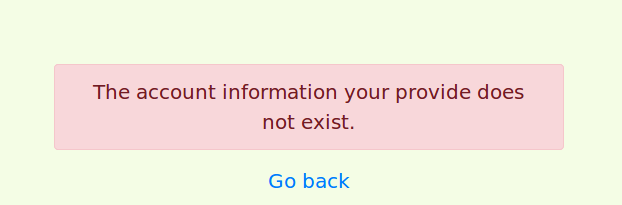 The account information your provide does
not exist.
Go back